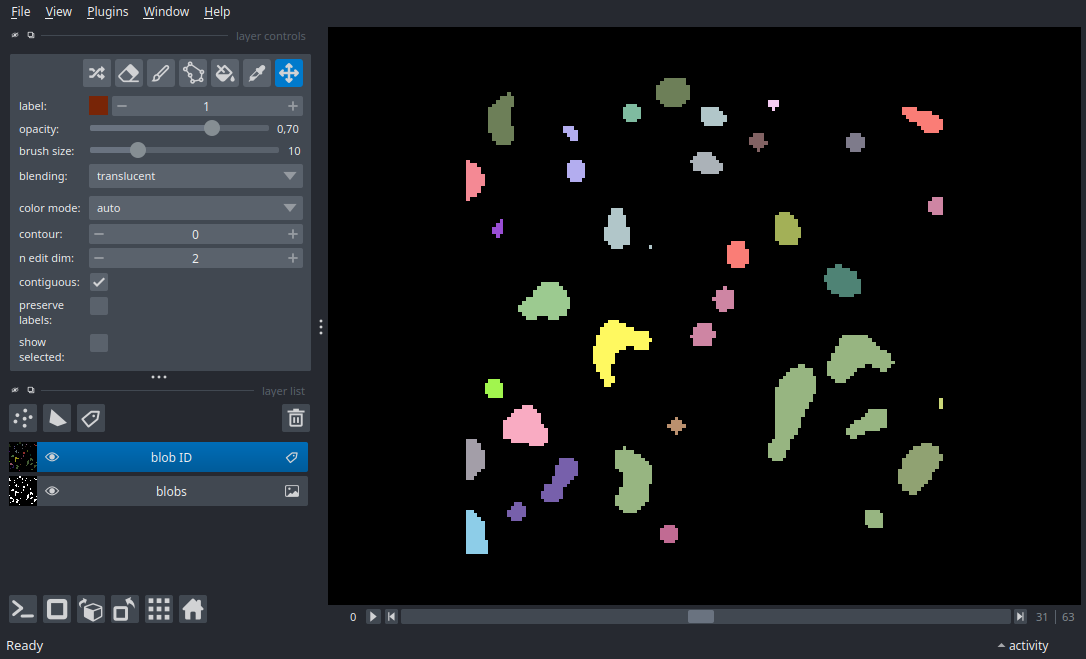 File View Plugins Window Help
layer controls
label: 1
opacity: 0,70
brush size: 10
blending: translucent
color mode: auto
contour: 0
n edit dim: 2
contiguous:
preserve
labels:
show
selected:
layer list
blob ID
blobs
0 31 | 63
Ready
activity